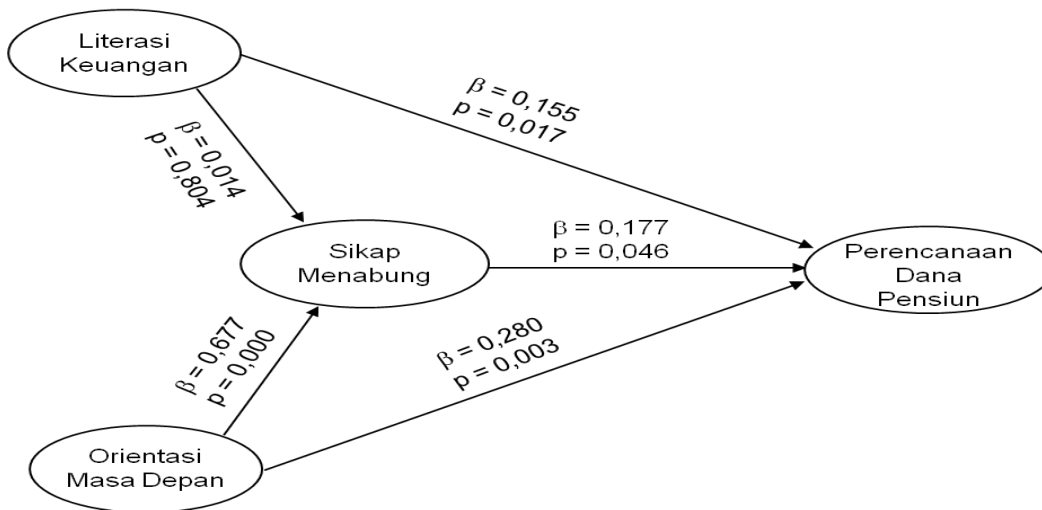 Literasi
Keuangan
β = 0,155
p = 0,017
β = 0,014
p = 0,804
Sikap
Menabung
β = 0,177
p = 0,046
Perencanaan
Dana
Pensiun
β = 0,677
p = 0,000
β = 0,280
p = 0,003
Orientasi
Masa Depan